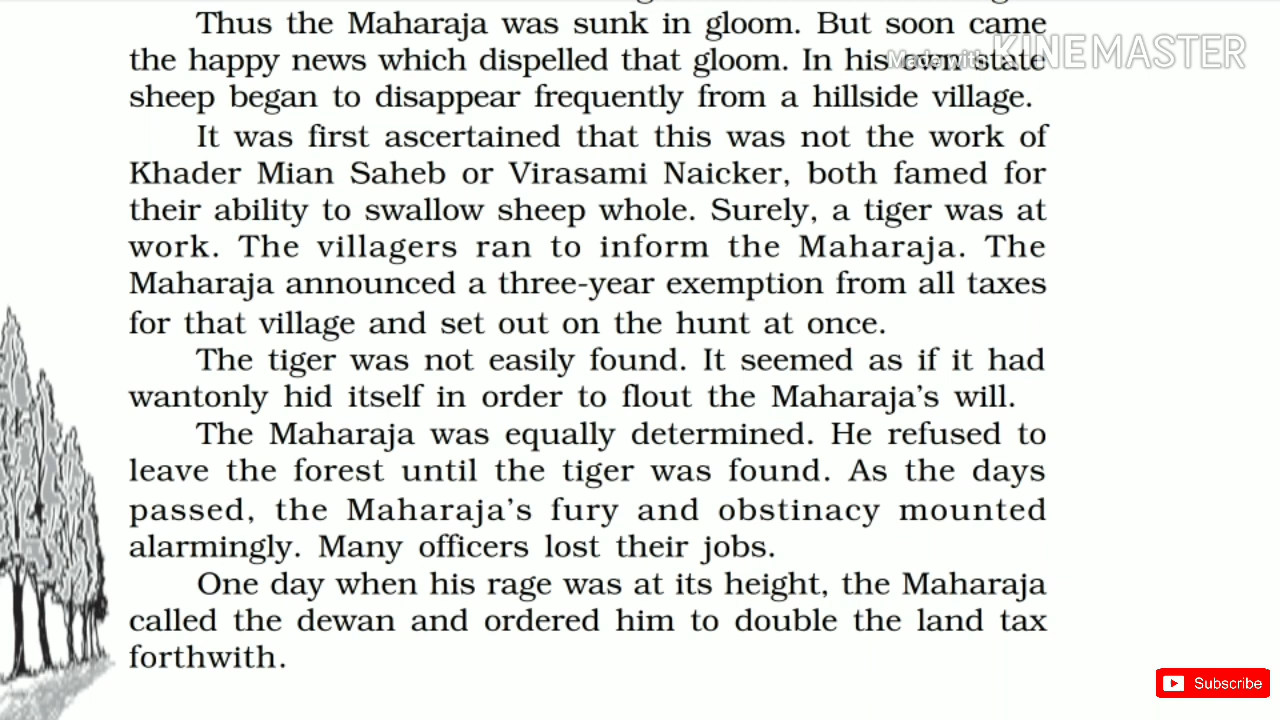 Thus the Maharaja was sunk in gloom. But soon came
the happy news which dispelled that gloom. In his own state
Made with KINEMASTER
sheep began to disappear frequently from a hillside village.
It was first ascertained that this was not the work of
Khader Mian Saheb or Virasami Naicker, both famed for
their ability to swallow sheep whole. Surely, a tiger was at
work. The villagers ran to inform the Maharaja. The
Maharaja announced a three-year exemption from all taxes
for that village and set out on the hunt at once.
The tiger was not easily found. It seemed as if it had
wantonly hid itself in order to flout the Maharaja's will.
The Maharaja was equally determined. He refused to
leave the forest until the tiger was found. As the days
passed, the Maharaja's fury and obstinacy mounted
alarmingly. Many officers lost their jobs.
One day when his rage was at its height, the Maharaja
called the dewan and ordered him to double the land tax
forthwith.
Subscribe